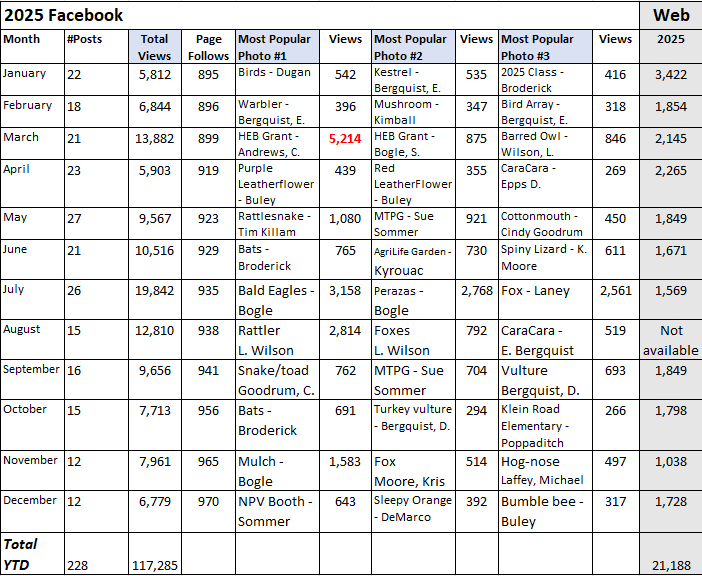 2025 Facebook Web
Month #Posts Total Page Most Popular Views Most Popular Views Most Popular Views 2025
Views Follows Photo #1 Photo #2 Photo #3
January 22 5,812 895 Birds - Dugan 542 Kestrel - 535 2025 Class - 416 3,422
Bergquist, E. Broderick
February 18 6,844 896 Warbler - 396 Mushroom - 347 Bird Array - 318 1,854
Bergquist, E. Kimball Bergquist, E.
March 21 13,882 899 HEB Grant - 5,214 HEB Grant - 875 Barred Owl - 846 2,145
Andrews, C. Bogle, S. Wilson, L.
April 23 5,903 919 Purple 439 Red 355 CaraCara - 269 2,265
Leatherflower LeatherFlower Epps D.
- Buley - Buley
May 27 9,567 923 Rattlesnake - 1,080 MTPG - Sue 921 Cottonmouth - 450 1,849
Tim Killam Sommer Cindy Goodrum
June 21 10,516 929 Bats - 765 AgriLife Garden - 730 Spiny Lizard - K. 611 1,671
Broderick Kyrouac Moore
July 26 19,842 935 Bald Eagles - 3,158 Perazas - 2,768 Fox - Laney 2,561 1,569
Bogle Bogle
August 15 12,810 938 Rattler 2,814 Foxes 792 CaraCara - 519 Not
L. Wilson L. Wilson E. Bergquist available
September 16 9,656 941 Snake/toad 762 MTPG - Sue 704 Vulture 693 1,849
Goodrum, C. Sommer Bergquist, D.
October 15 7,713 956 Bats - 691 Turkey vulture 294 Klein Road 266 1,798
Broderick - Bergquist, D. Elementary -
Poppaditch
November 12 7,961 965 Mulch - 1,583 Fox 514 Hog-nose 497 1,038
Bogle Moore, Kris Laffey, Michael
December 12 6,779 970 NPV Booth - 643 Sleepy Orange 392 Bumble bee - 317 1,728
Sommer - DeMarco Buley
Total
YTD 228 117,285 21,188